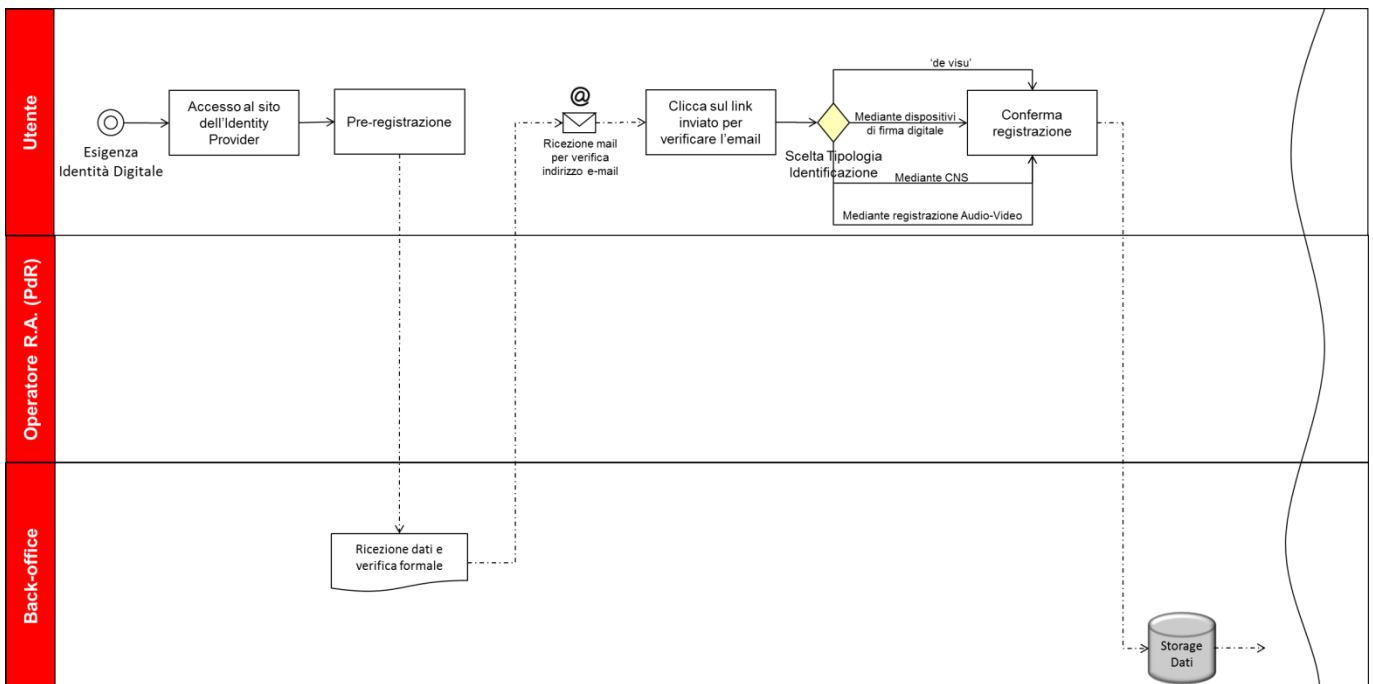 Utente
Esigenza
Identità Digitale
Accesso al sito
dell'Identity
Provider
Pre-registrazione
@
Ricezione mail
per verifica
indirizzo e-mail
Clicca sul link
inviato per
verificare l'email
Scelta Tipologia
Identificazione
'de visu'
Mediante dispositivi
di firma digitale
Mediante CNS
Mediante registrazione Audio-Video
Conferma
registrazione
Operatore R.A. (PdR)
Back-office
Ricezione dati e
verifica formale
Storage
Dati